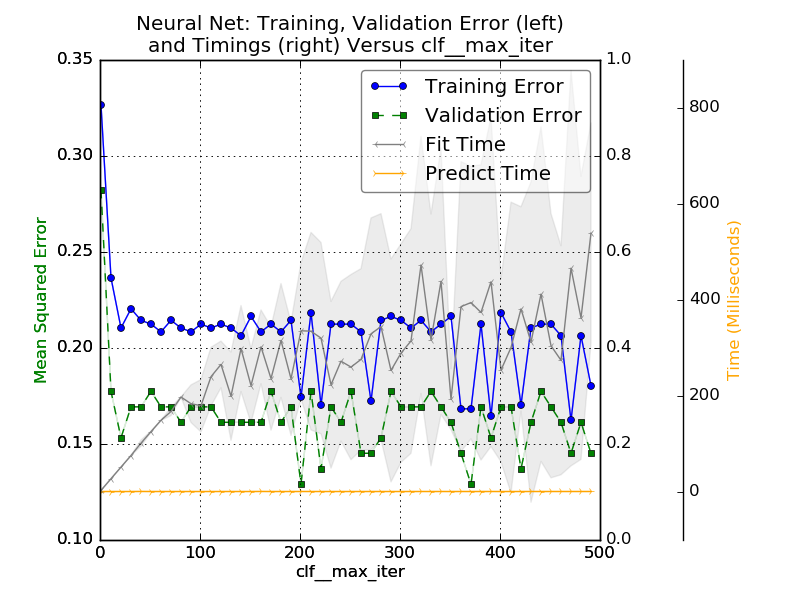 Neural Net: Training, Validation Error (left)
and Timings (right) Versus clf__max_iter
Training Error
Validation Error
Fit Time
Predict Time
Mean Squared Error
0.35
0.30
0.25
0.20
0.15
0.10
0
100
200
300
400
500
clf__max_iter
1.0
0.8
0.6
0.4
0.2
0.0
800
600
400
200
0
Time (Milliseconds)